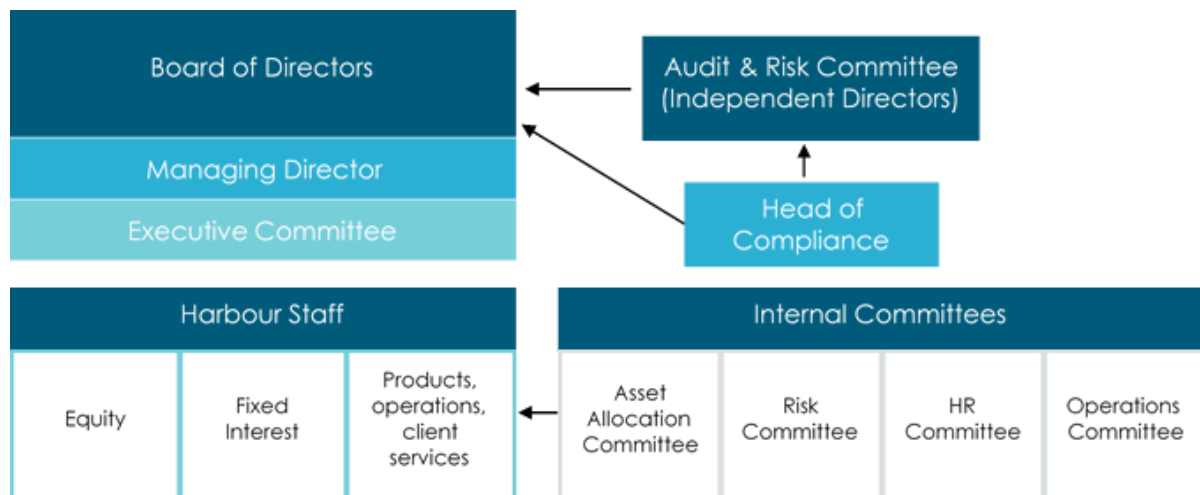 Board of Directors
Audit & Risk Committee
(Independent Directors)
Managing Director
Head of
Compliance
Executive Committee
Harbour Staff
Internal Committees
Equity
Fixed
Interest
Products,
operations,
client
services
Asset
Allocation
Committee
Risk
Committee
HR
Committee
Operations
Committee